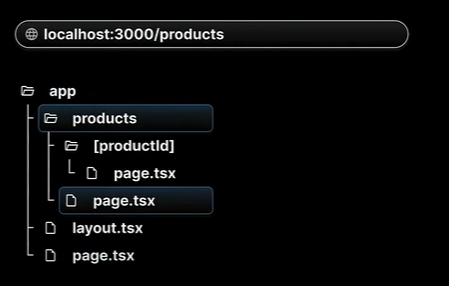 localhost:3000/products
app
products
[productId]
page.tsx
page.tsx
layout.tsx
page.tsx